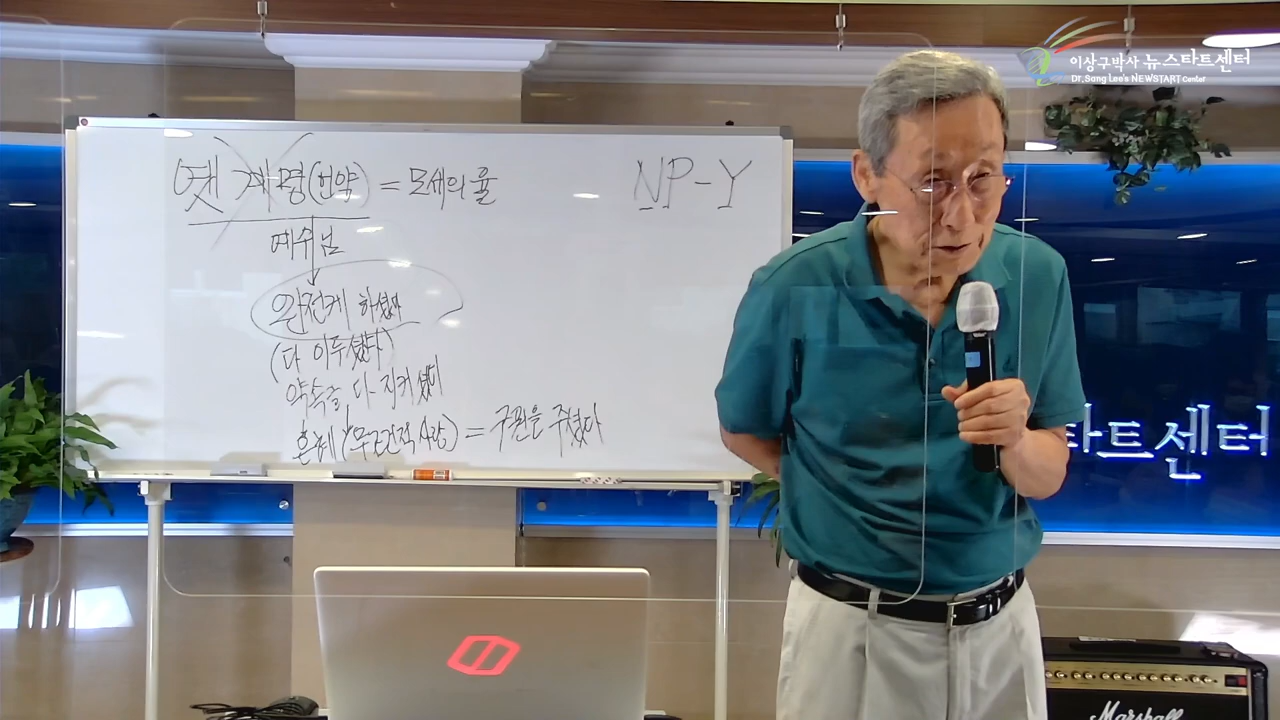 이상구박사 뉴스타트센터
Dr. Sang Lee's NEWSTART Center
옛 계명(언약) = 모세의 율
NP-Y
예수님
완전케 하셨다
(다 이루셨다)
약속을 다 지키셨다
은혜(무조건적 사랑) = 구원을 주셨다
타트센터
Marshall